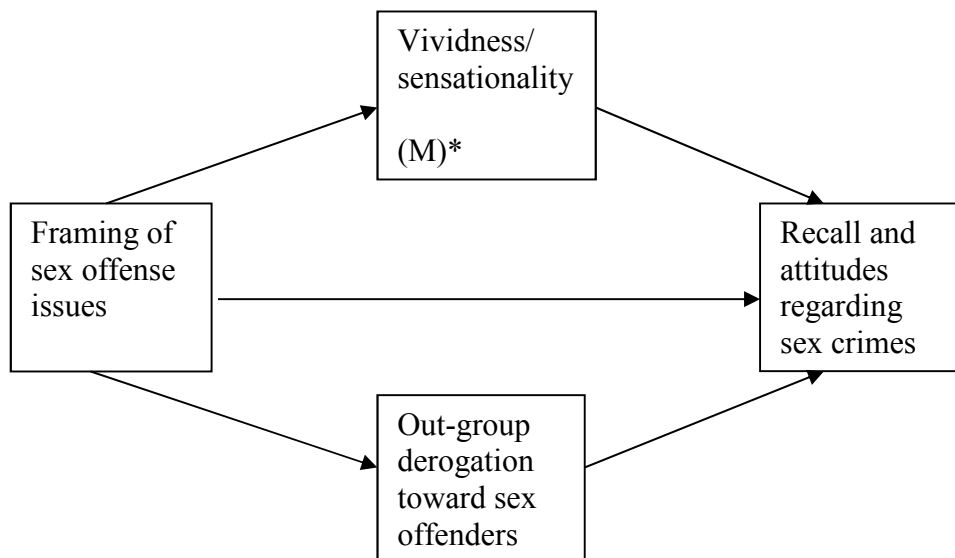 Vividness/
sensationality
(M)*
Framing of
sex offense
issues
Recall and
attitudes
regarding
sex crimes
Out-group
derogation
toward sex
offenders